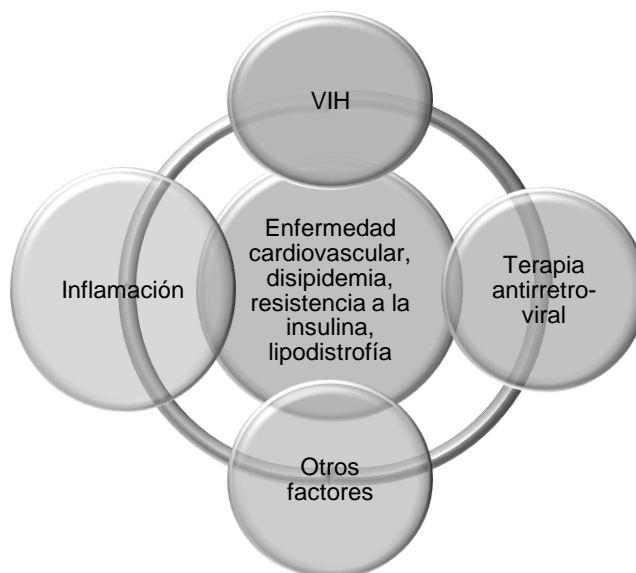 VIH
Inflamación
Enfermedad
cardiovascular,
disipidemia,
resistencia a la
insulina,
lipodistrofía
Terapia
antirretro-
viral
Otros
factores